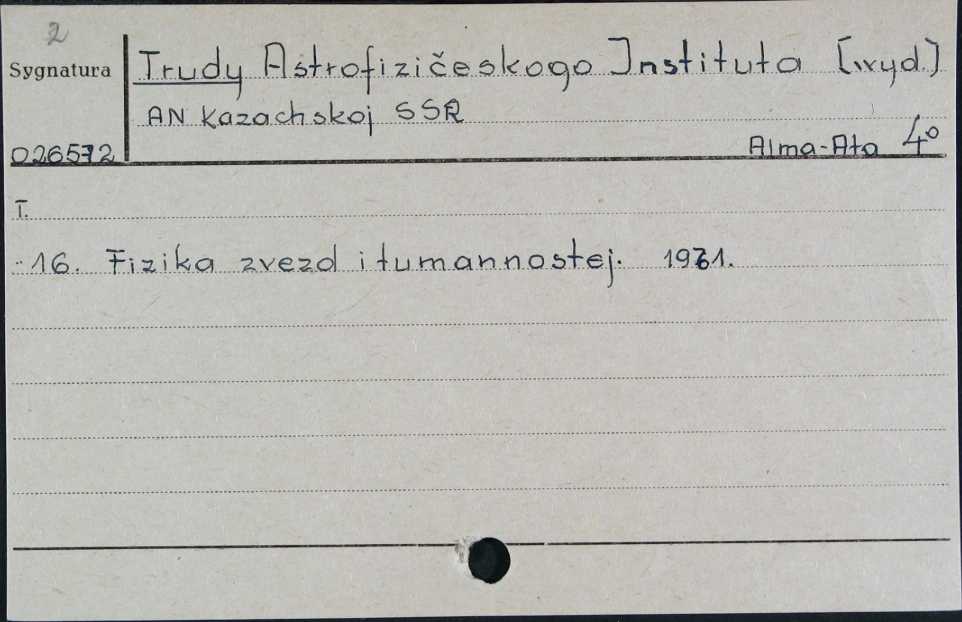 2
Sygnatura
Trudy Astrofizičeskogo Instituta [wyd.]
AN Kazachskoj SSR
026572
Alma-Ata 4°
T.
16. Fizika zvezd i tumannostej. 1971.